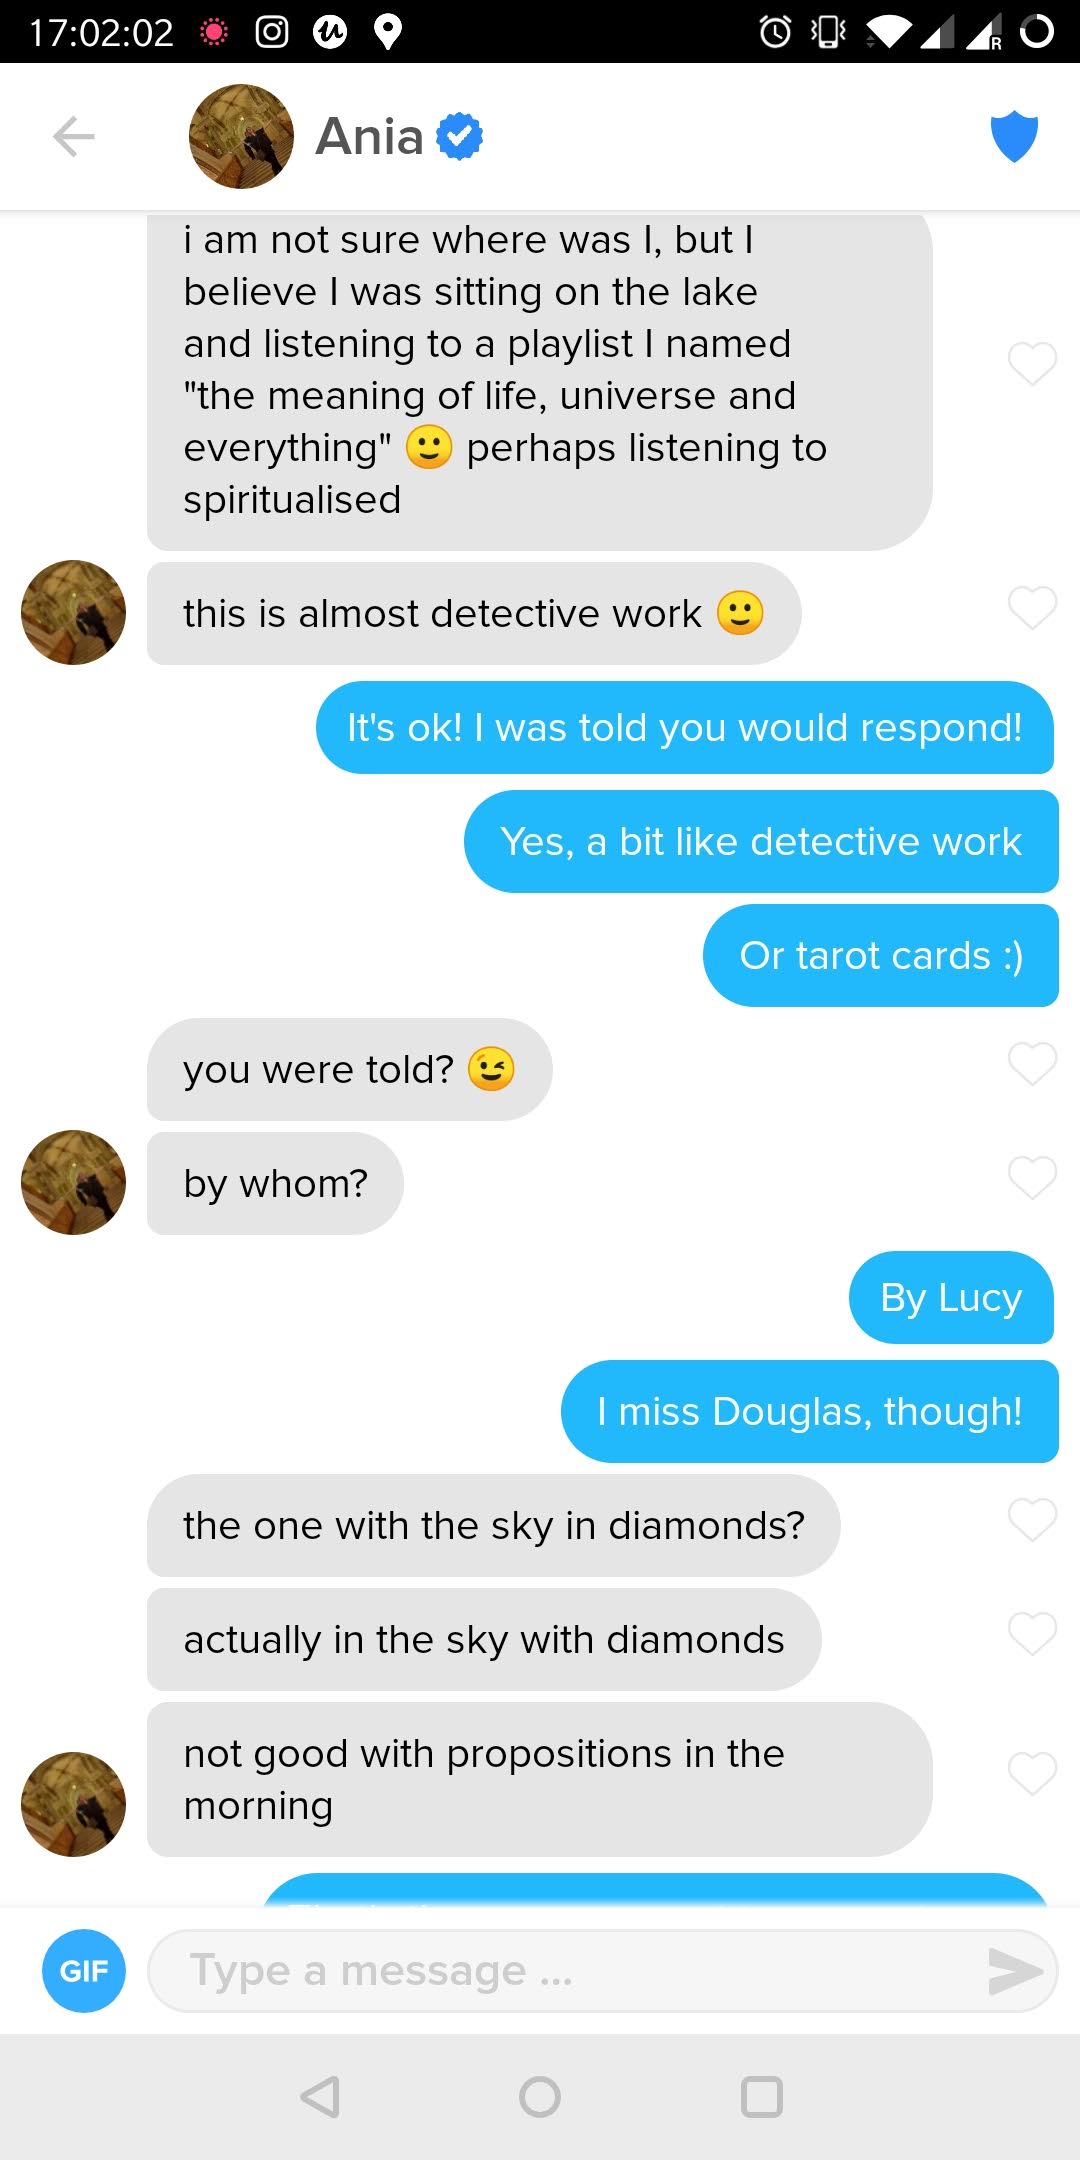 17:02:02
R
Ania
i am not sure where was I, but I
believe I was sitting on the lake
and listening to a playlist I named
"the meaning of life, universe and
everything" 🙂 perhaps listening to
spiritualised
this is almost detective work 🙂
It's ok! I was told you would respond!
Yes, a bit like detective work
Or tarot cards :)
you were told? 😉
by whom?
By Lucy
I miss Douglas, though!
the one with the sky in diamonds?
actually in the sky with diamonds
not good with propositions in the
morning
GIF
Type a message ...